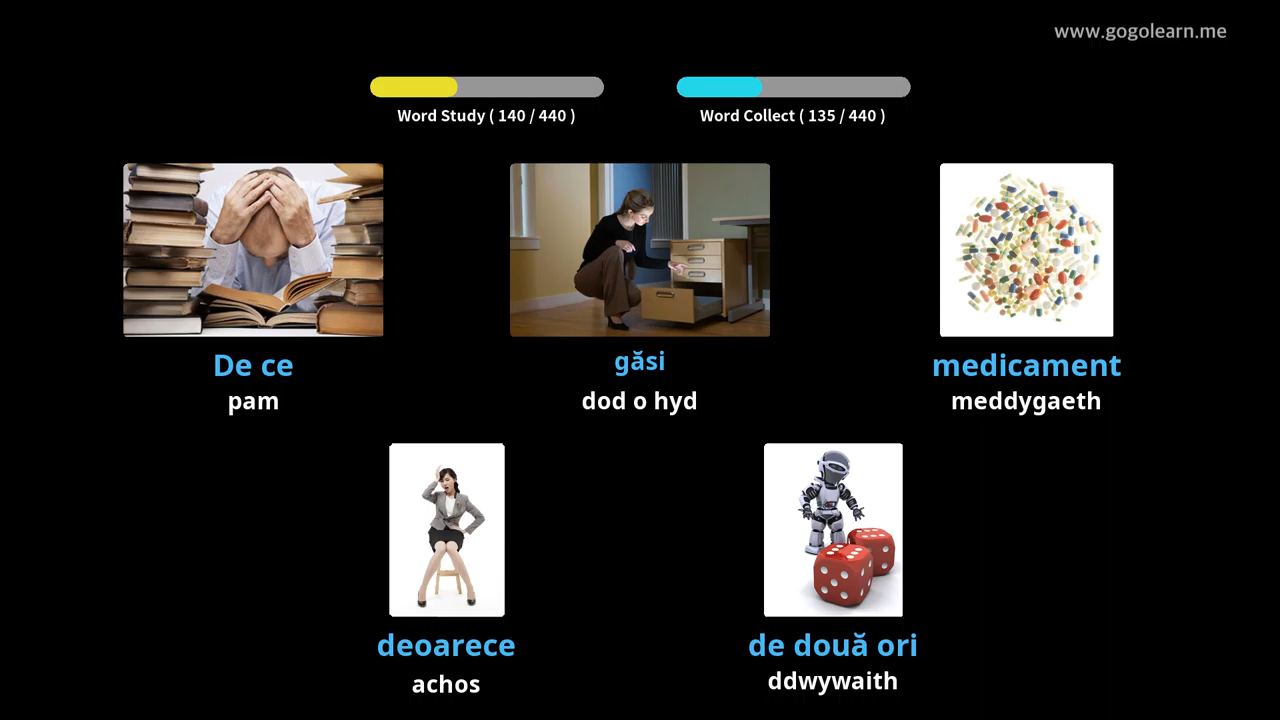 www.gogolearn.me
Word Study ( 140 / 440 )
Word Collect ( 135 / 440 )
De ce
pam
găsi
dod o hyd
medicament
meddygaeth
deoarece
achos
de două ori
ddwywaith